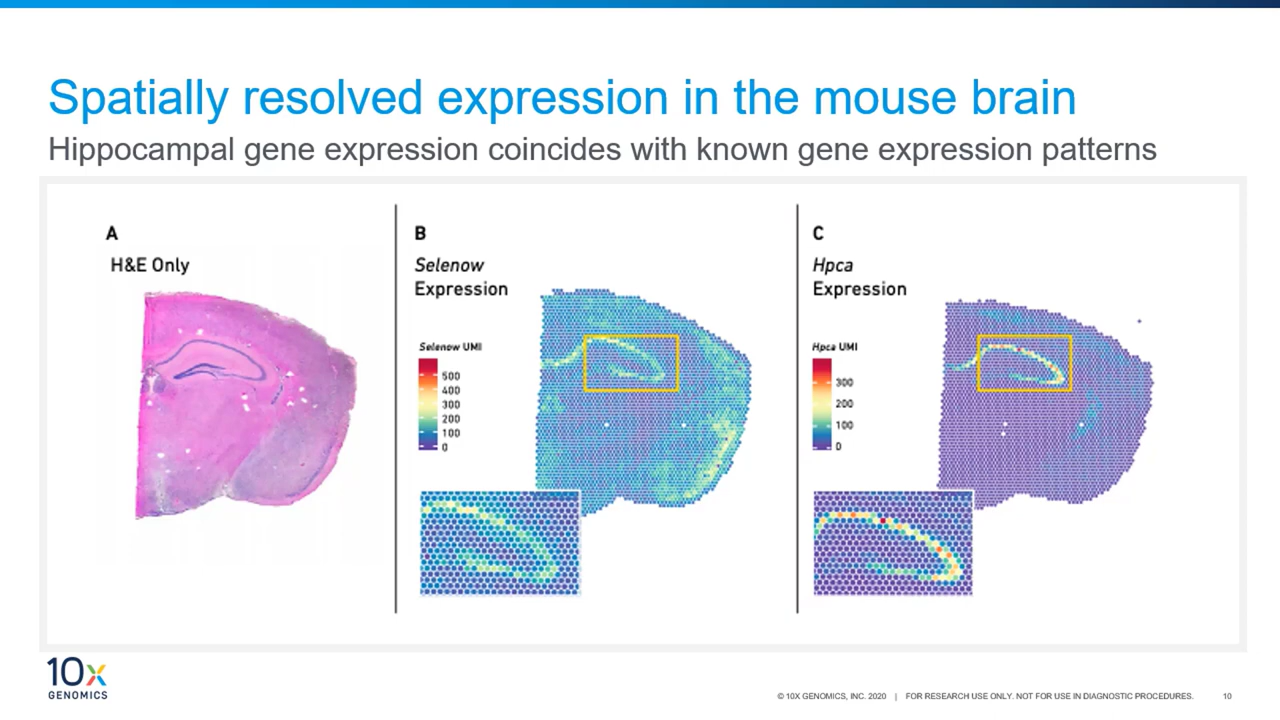 Spatially resolved expression in the mouse brain
Hippocampal gene expression coincides with known gene expression patterns
A
H&E Only
B
Selenow
Expression
Selenow UMI
500
400
300
200
100
0
C
Hpca
Expression
Hpca UMI
300
200
100
0
10x
GENOMICS
© 10X GENOMICS, INC. 2020 | FOR RESEARCH USE ONLY. NOT FOR USE IN DIAGNOSTIC PROCEDURES.
10